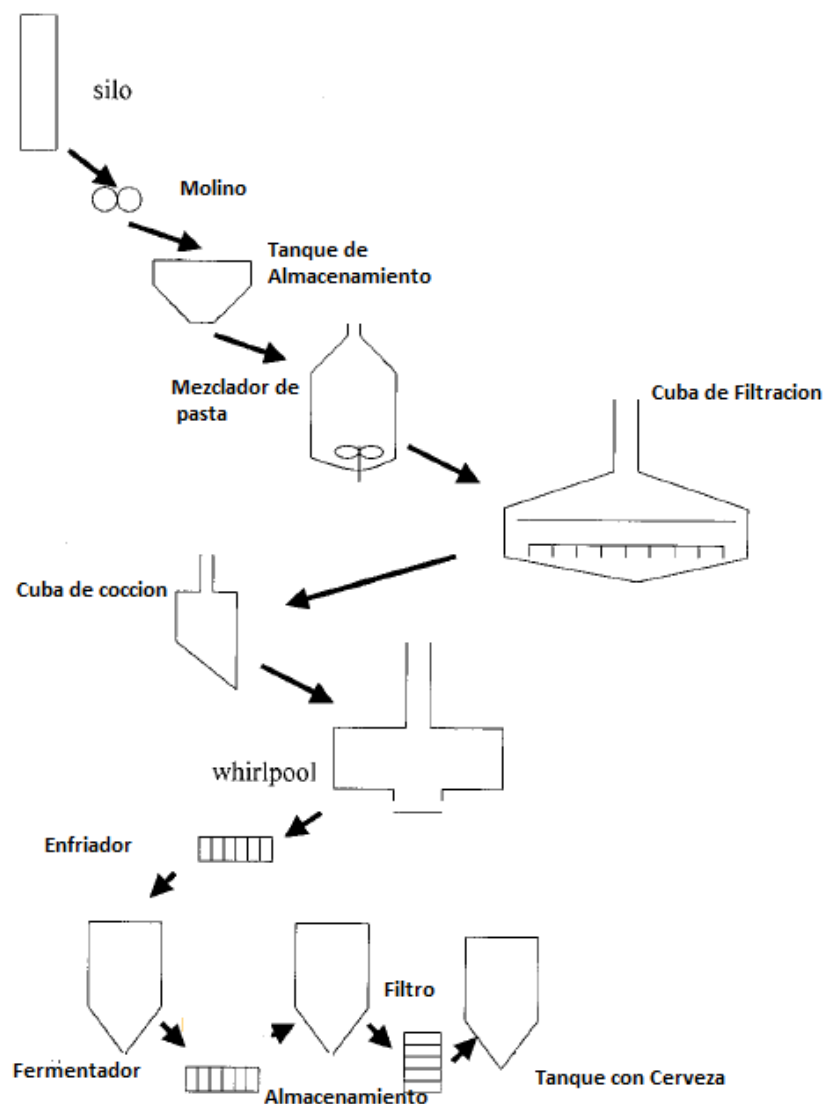 silo
Molino
Tanque de
Almacenamiento
Mezclador de
pasta
Cuba de Filtracion
Cuba de coccion
whirlpool
Enfriador
Filtro
Fermentador
Almacenamiento
Tanque con Cerveza